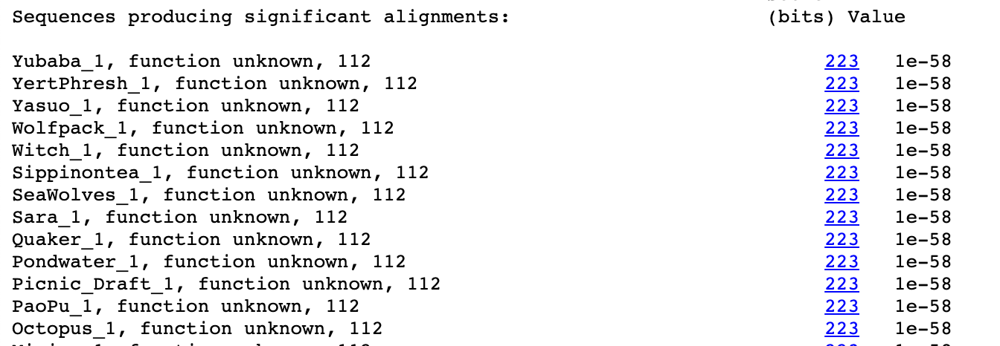 Sequences producing significant alignments: (bits) Value
Yubaba_1, function unknown, 112 223 1e-58
YertPhresh_1, function unknown, 112 223 1e-58
Yasuo_1, function unknown, 112 223 1e-58
Wolfpack_1, function unknown, 112 223 1e-58
Witch_1, function unknown, 112 223 1e-58
Sippinontea_1, function unknown, 112 223 1e-58
SeaWolves_1, function unknown, 112 223 1e-58
Sara_1, function unknown, 112 223 1e-58
Quaker_1, function unknown, 112 223 1e-58
Pondwater_1, function unknown, 112 223 1e-58
Picnic_Draft_1, function unknown, 112 223 1e-58
PaoPu_1, function unknown, 112 223 1e-58
Octopus_1, function unknown, 112 223 1e-58